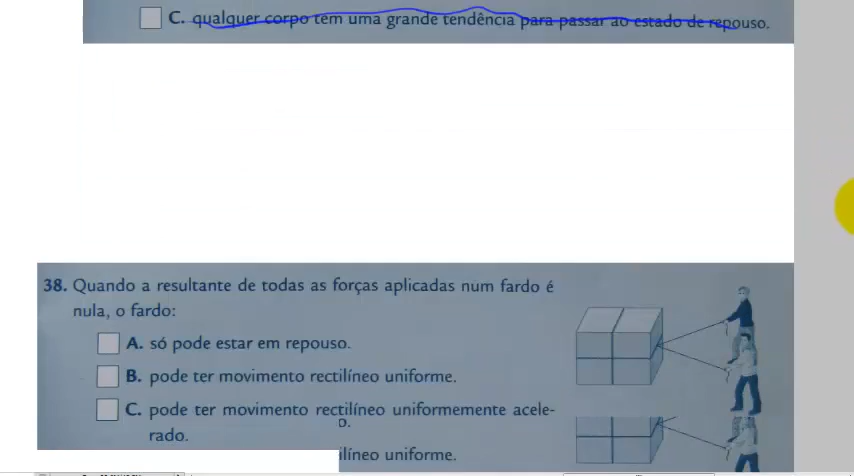 C. qualquer corpo tem uma grande tendência para passar ao estado de repouso.
38. Quando a resultante de todas as forças aplicadas num fardo é
nula, o fardo:
A. só pode estar em repouso.
B. pode ter movimento rectilíneo uniforme.
C. pode ter movimento rectilíneo uniformemente acele-
rado.
ilíneo uniforme.